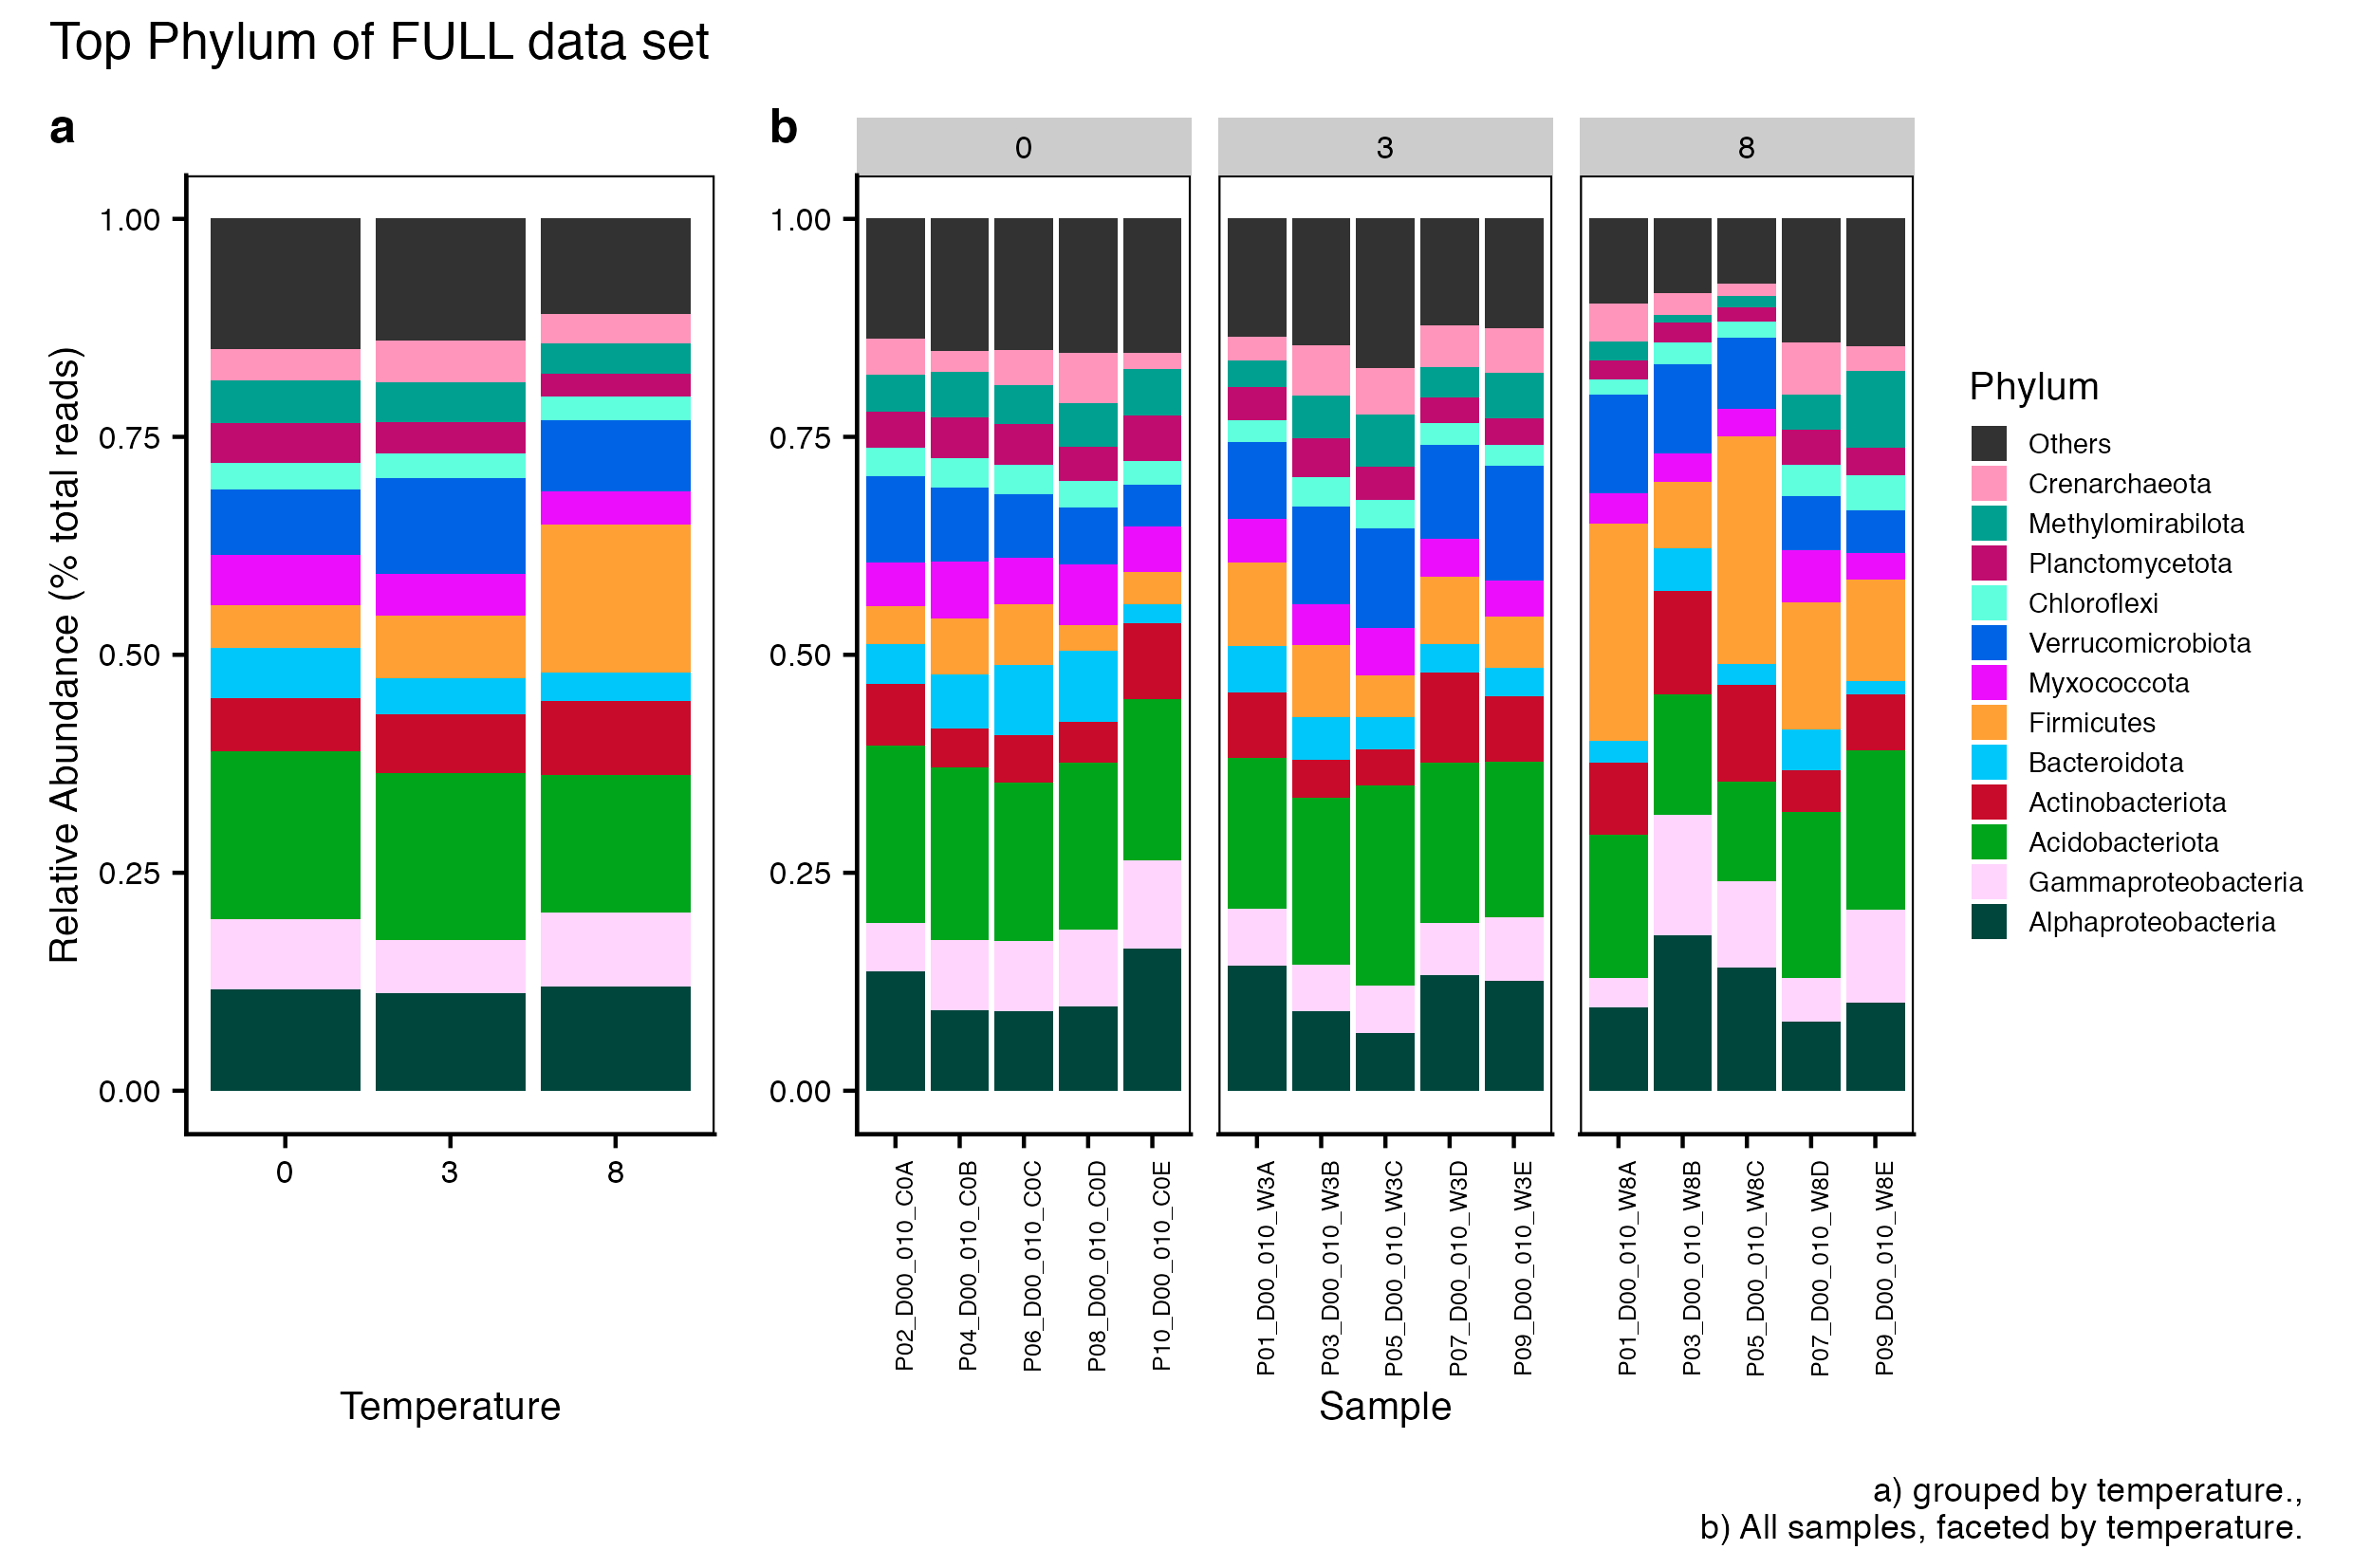 Top Phylum of FULL data set
a
b
0
3
8
Relative Abundance (% total reads)
1.00
0.75
0.50
0.25
0.00
0
3
8
Temperature
1.00
0.75
0.50
0.25
0.00
P02_D00_010_C0A
P04_D00_010_C0B
P06_D00_010_C0C
P08_D00_010_C0D
P10_D00_010_C0E
P01_D00_010_W3A
P03_D00_010_W3B
P05_D00_010_W3C
P07_D00_010_W3D
P09_D00_010_W3E
P01_D00_010_W8A
P03_D00_010_W8B
P05_D00_010_W8C
P07_D00_010_W8D
P09_D00_010_W8E
Sample
Phylum
Others
Crenarchaeota
Methylomirabilota
Planctomycetota
Chloroflexi
Verrucomicrobiota
Myxococcota
Firmicutes
Bacteroidota
Actinobacteriota
Acidobacteriota
Gammaproteobacteria
Alphaproteobacteria
a) grouped by temperature.,
b) All samples, faceted by temperature.